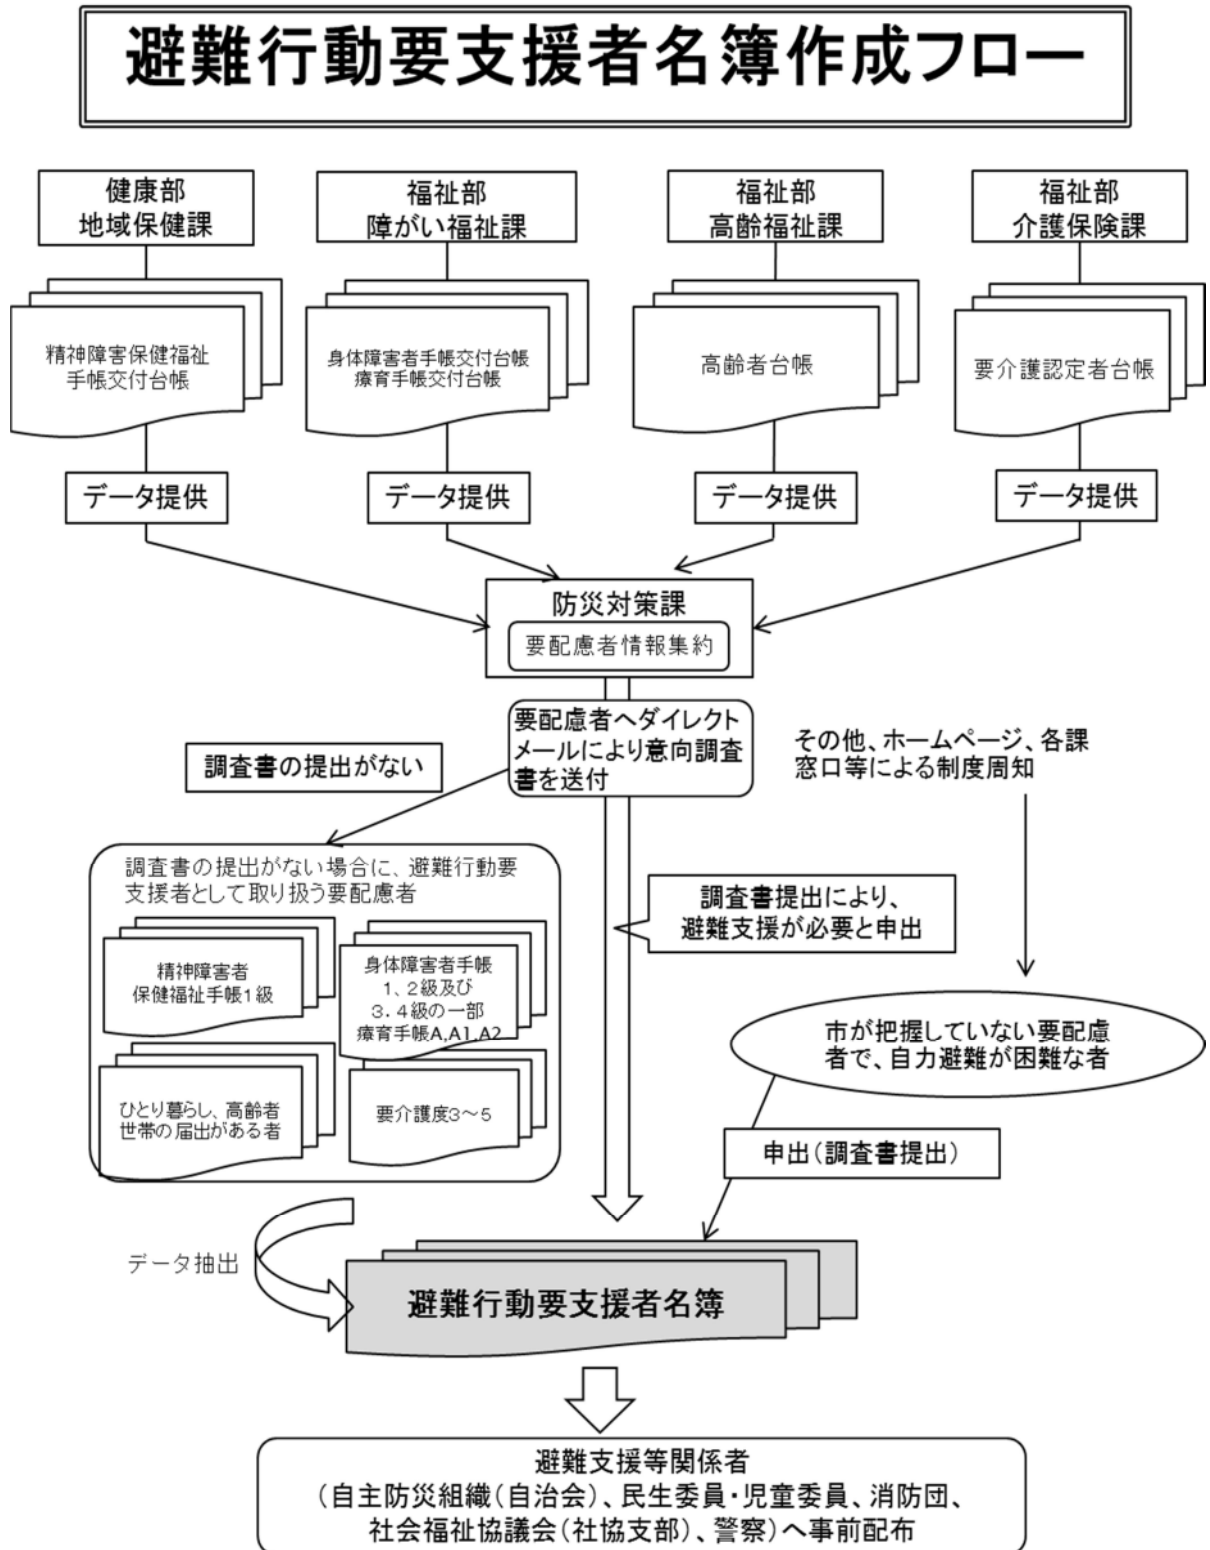 避難行動要支援者名簿作成フロー
健康部
地域保健課
福祉部
障がい福祉課
福祉部
高齢福祉課
福祉部
介護保険課
精神障害保健福祉
手帳交付台帳
身体障害者手帳交付台帳
療育手帳交付台帳
高齢者台帳
要介護認定者台帳
データ提供
データ提供
データ提供
データ提供
防災対策課
要配慮者情報集約
要配慮者へダイレクト
メールにより意向調査
書を送付
調査書の提出がない
その他、ホームページ、各課
窓口等による制度周知
調査書の提出がない場合に、避難行動要
支援者として取り扱う要配慮者
精神障害者
保健福祉手帳1級
身体障害者手帳
1、2級及び
3．4級の一部
療育手帳A,A1,A2
ひとり暮らし、高齢者
世帯の届出がある者
要介護度3～5
調査書提出により、
避難支援が必要と申出
市が把握していない要配慮
者で、自力避難が困難な者
申出（調査書提出）
データ抽出
避難行動要支援者名簿
避難支援等関係者
（自主防災組織（自治会）、民生委員・児童委員、消防団、
社会福祉協議会（社協支部）、警察）へ事前配布